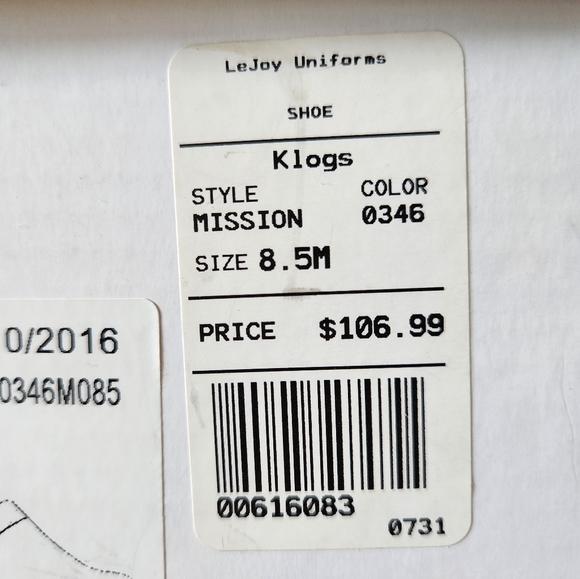 LeJoy Uniforms
SHOE
Klogs
STYLE COLOR
MISSION 0346
SIZE 8.5M
PRICE $106.99
00616083
0731
0/2016
0346M085